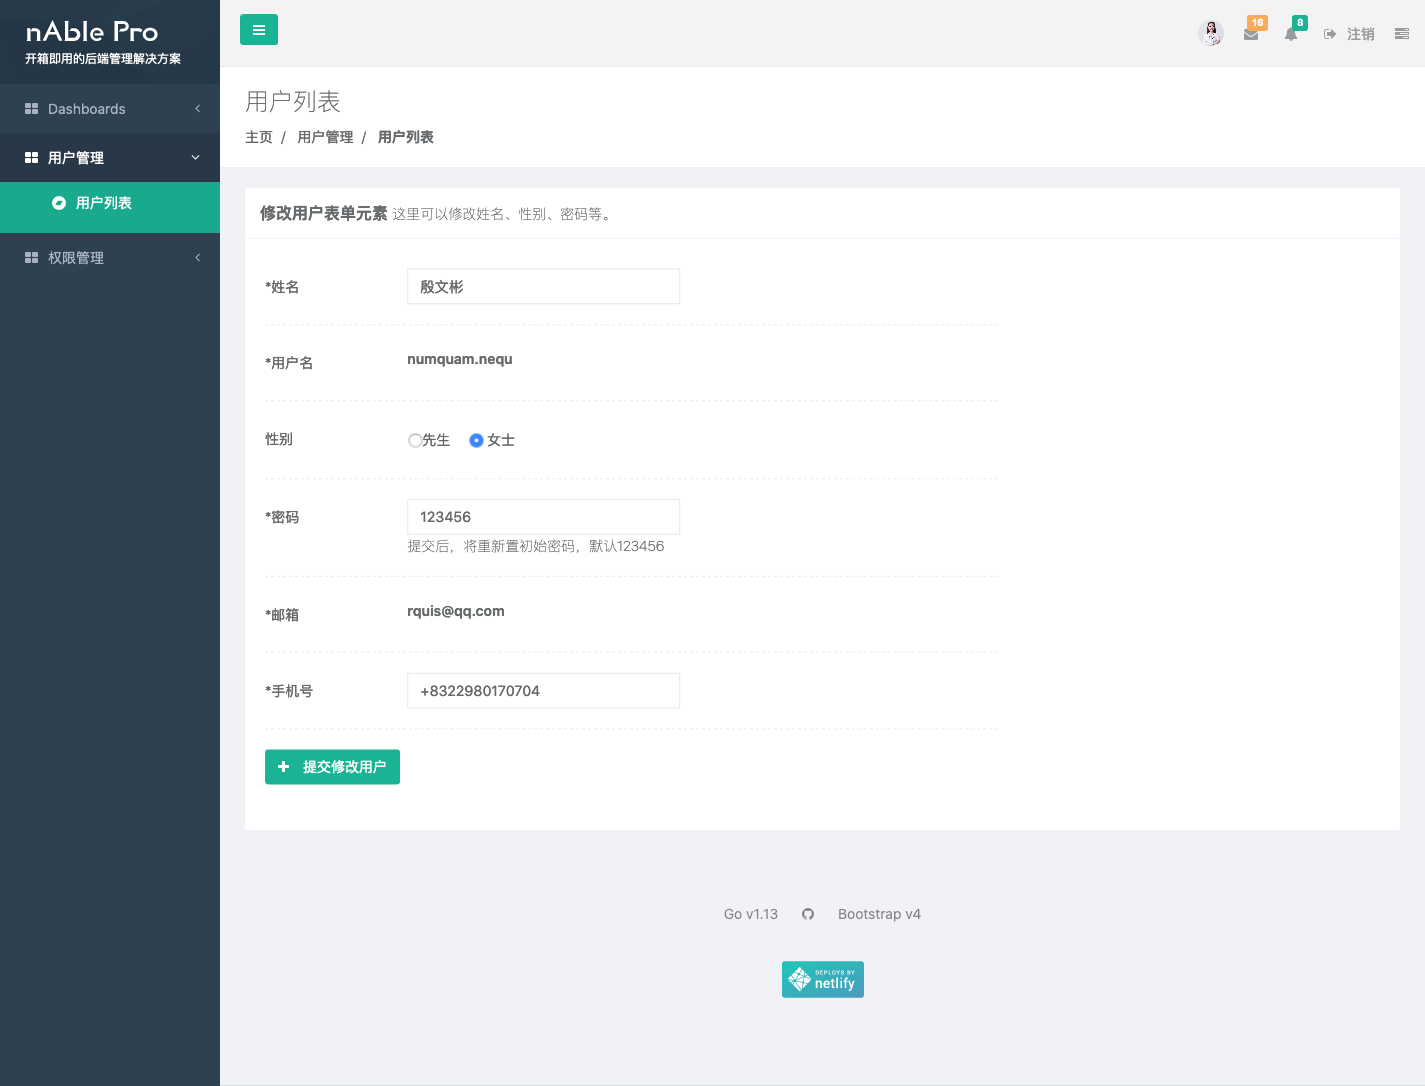 nAble Pro
开箱即用的后端管理解决方案
Dashboards
用户管理
用户列表
权限管理
16
8
注销
用户列表
主页 / 用户管理 / 用户列表
修改用户表单元素 这里可以修改姓名、性别、密码等。
*姓名 殷文彬
*用户名 numquam.nequ
性别 先生 女士
*密码 123456
提交后，将重新置初始密码，默认123456
*邮箱 rquis@qq.com
*手机号 +8322980170704
提交修改用户
Go v1.13 Bootstrap v4
DEPLOYS BY
netlify